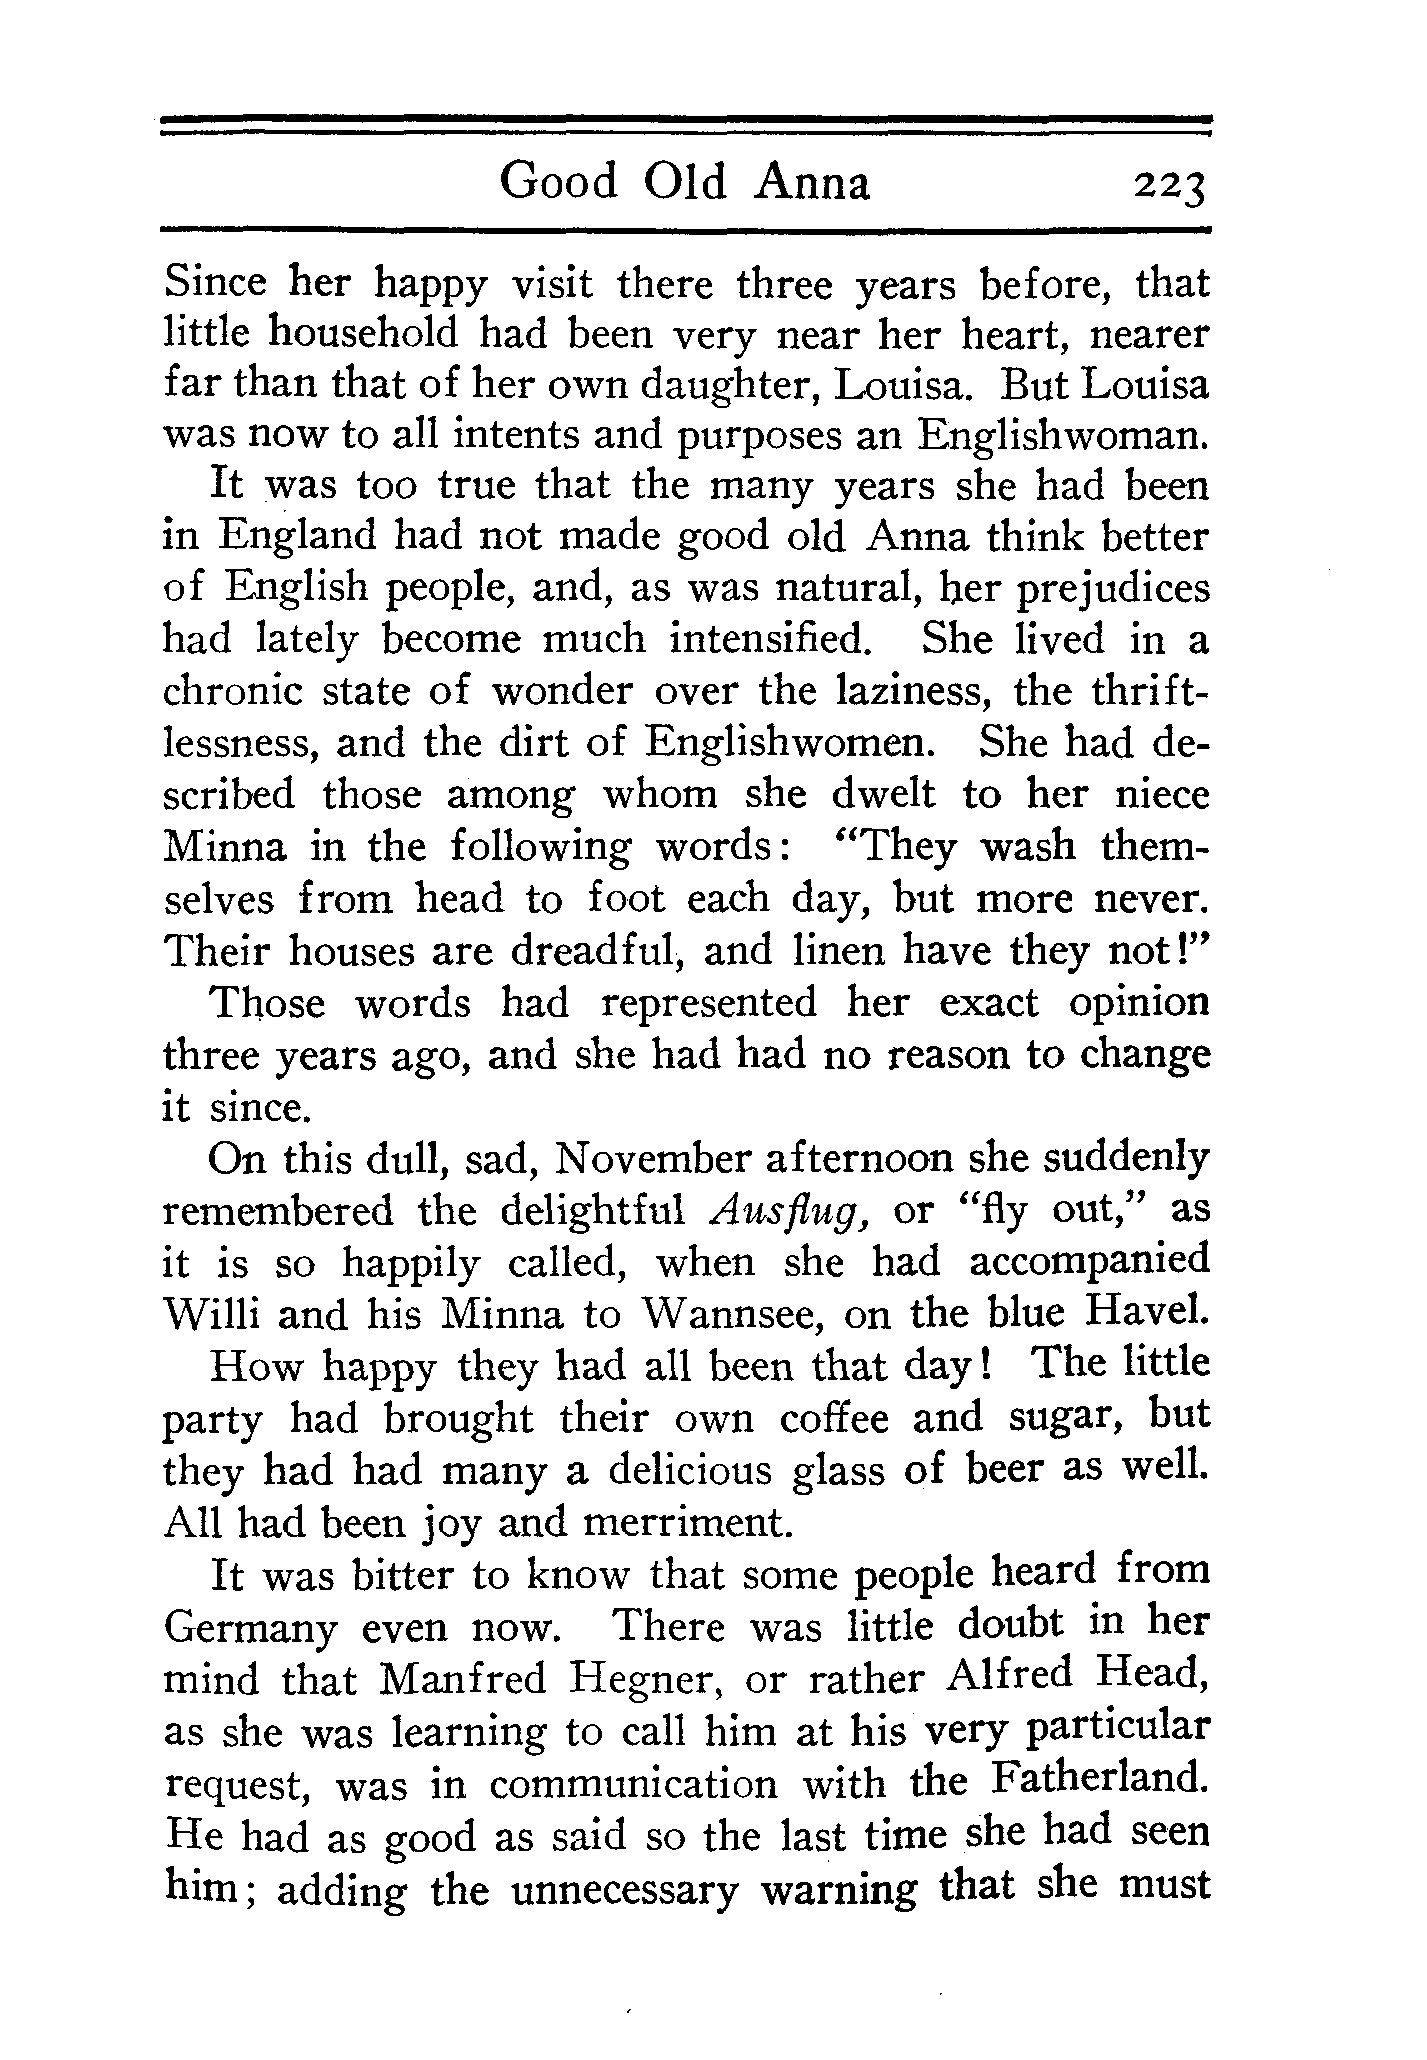 Good Old Anna 223
Since her happy visit there three years before, that
little household had been very near her heart, nearer
far than that of her own daughter, Louisa. But Louisa
was now to all intents and purposes an Englishwoman.
It was too true that the many years she had been
in England had not made good old Anna think better
of English people, and, as was natural, her prejudices
had lately become much intensified. She lived in a
chronic state of wonder over the laziness, the thrift-
lessness, and the dirt of Englishwomen. She had de-
scribed those among whom she dwelt to her niece
Minna in the following words: "They wash them-
selves from head to foot each day, but more never.
Their houses are dreadful, and linen have they not!"
Those words had represented her exact opinion
three years ago, and she had had no reason to change
it since.
On this dull, sad, November afternoon she suddenly
remembered the delightful Ausflug, or "fly out," as
it is so happily called, when she had accompanied
Willi and his Minna to Wannsee, on the blue Havel.
How happy they had all been that day! The little
party had brought their own coffee and sugar, but
they had had many a delicious glass of beer as well.
All had been joy and merriment.
It was bitter to know that some people heard from
Germany even now. There was little doubt in her
mind that Manfred Hegner, or rather Alfred Head,
as she was learning to call him at his very particular
request, was in communication with the Fatherland.
He had as good as said so the last time she had seen
him; adding the unnecessary warning that she must